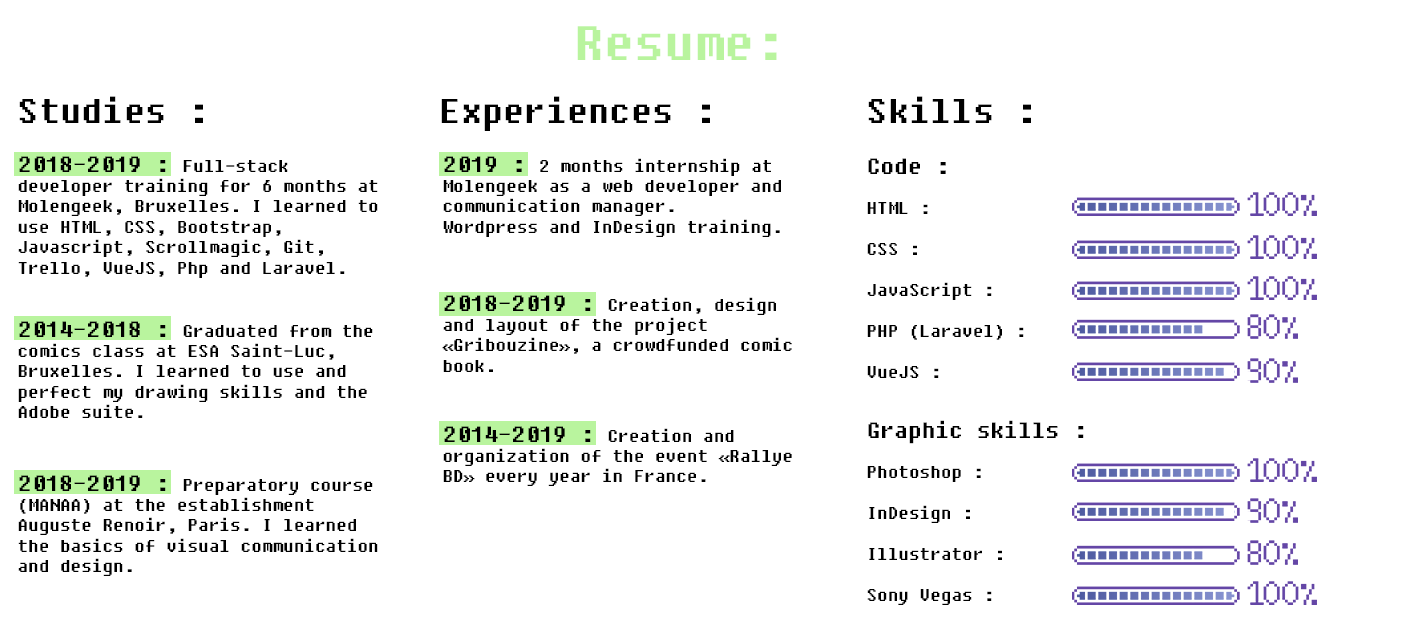 Resume:
Studies :
2018-2019 : Full-stack
developer training for 6 months at
Molengeek, Bruxelles. I learned to
use HTML, CSS, Bootstrap,
Javascript, Scrollmagic, Git,
Trello, VueJS, Php and Laravel.
2014-2018 : Graduated from the
comics class at ESA Saint-Luc,
Bruxelles. I learned to use and
perfect my drawing skills and the
Adobe suite.
2018-2019 : Preparatory course
(MANAA) at the establishment
Auguste Renoir, Paris. I learned
the basics of visual communication
and design.
Experiences :
2019 : 2 months internship at
Molengeek as a web developer and
communication manager.
Wordpress and InDesign training.
2018-2019 : Creation, design
and layout of the project
«Gribouzine», a crowdfunded comic
book.
2014-2019 : Creation and
organization of the event «Rallye
BD» every year in France.
Skills :
Code :
HTML : 100%
CSS : 100%
JavaScript : 100%
PHP (Laravel) : 80%
VueJS : 90%
Graphic skills :
Photoshop : 100%
InDesign : 90%
Illustrator : 80%
Sony Vegas : 100%